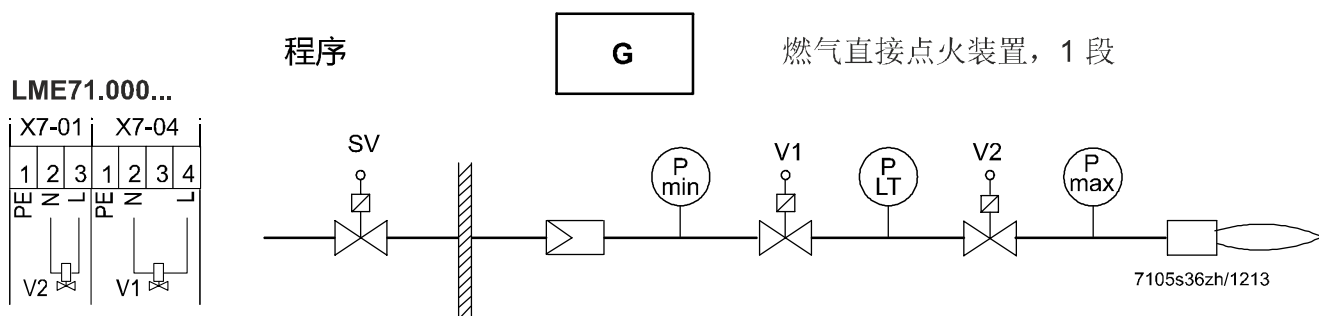 程序
G
燃气直接点火装置，1 段
LME71.000...
X7-01 X7-04
1 2 3 1 2 3 4
PE N L PE N L
V2 V1
SV
P min
V1
P LT
V2
P max
7105s36zh/1213